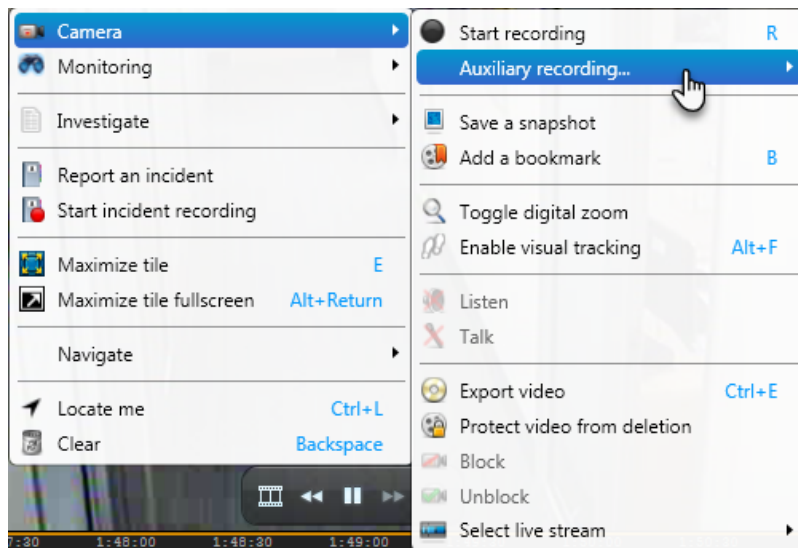 Camera
Monitoring
Investigate
Report an incident
Start incident recording
Maximize tile E
Maximize tile fullscreen Alt+Return
Navigate
Locate me Ctrl+L
Clear Backspace
Start recording R
Auxiliary recording...
Save a snapshot
Add a bookmark B
Toggle digital zoom
Enable visual tracking Alt+F
Listen
Talk
Export video Ctrl+E
Protect video from deletion
Block
Unblock
Select live stream
7:30 1:48:00 1:48:30 1:49:00